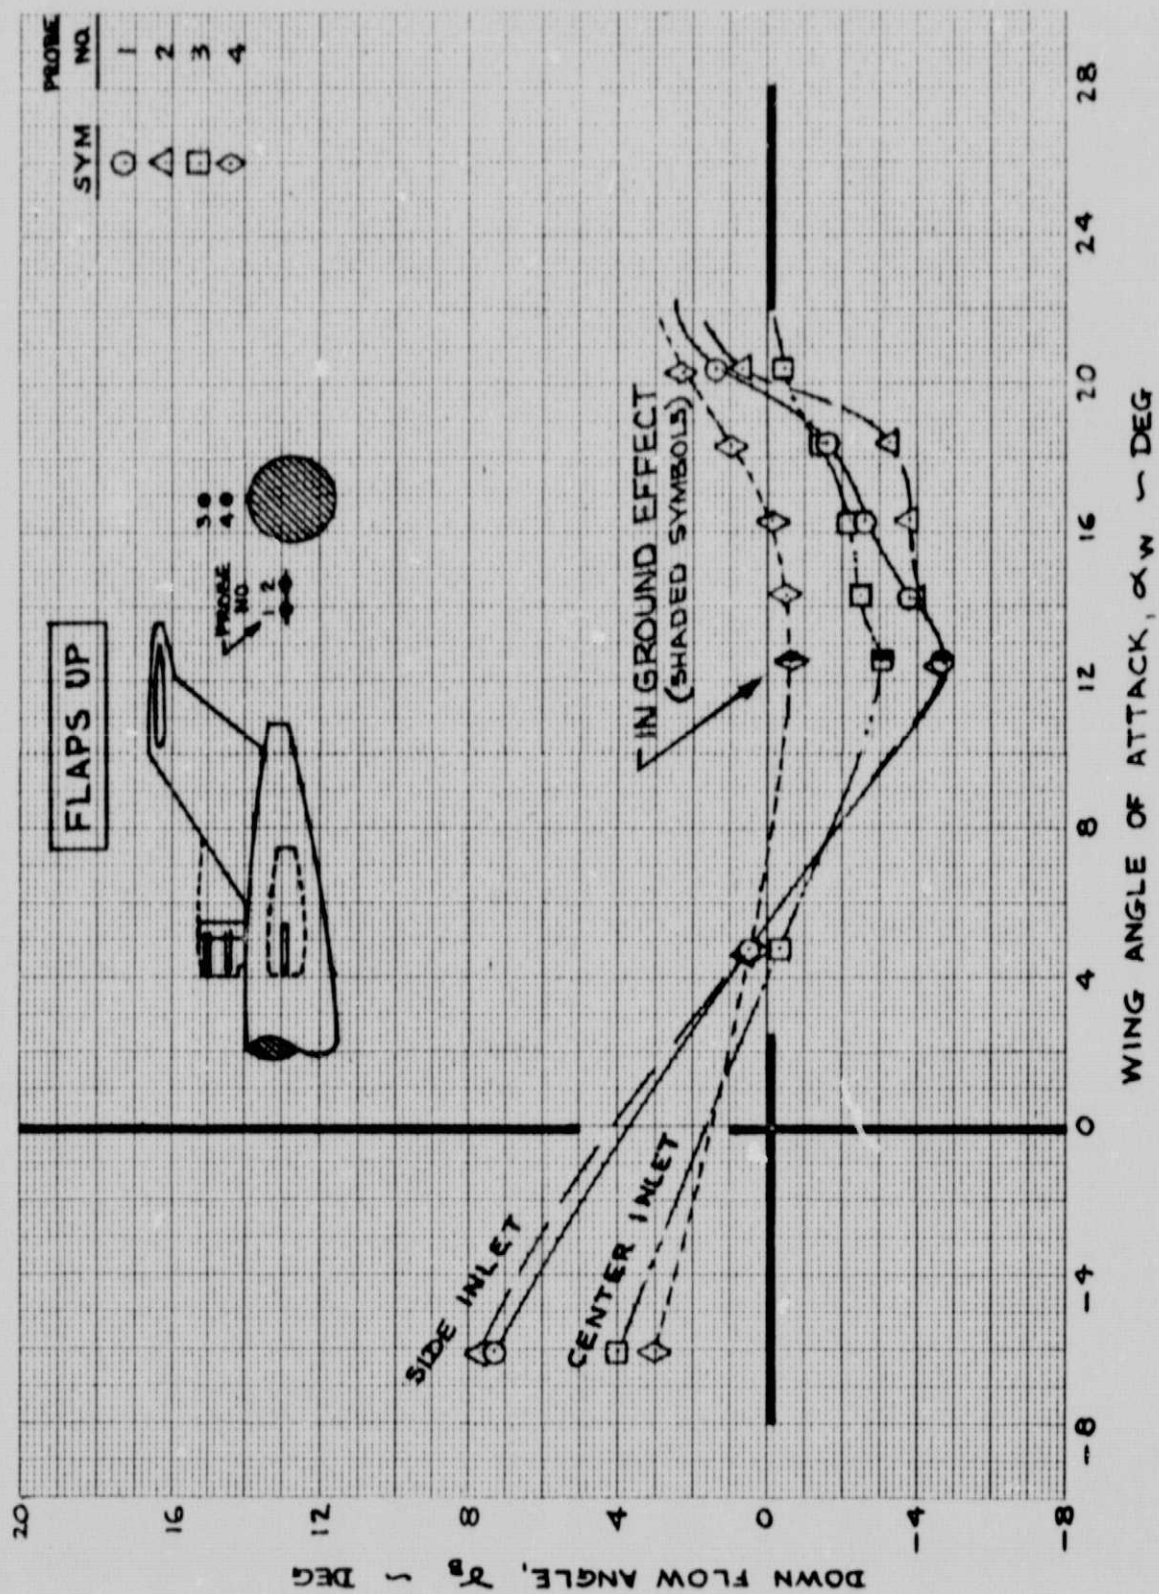 FLAPS UP
SYM
PROBE
NO.
1
2
3
4
PROBE
NO.
1 2
3
4
SIDE INLET
CENTER INLET
IN GROUND EFFECT
(SHADED SYMBOLS)
DOWN FLOW ANGLE, ~ DEG
20
16
12
8
4
0
-4
-8
-8
-4
0
4
8
12
16
20
24
28
WING ANGLE OF ATTACK, αW ~ DEG